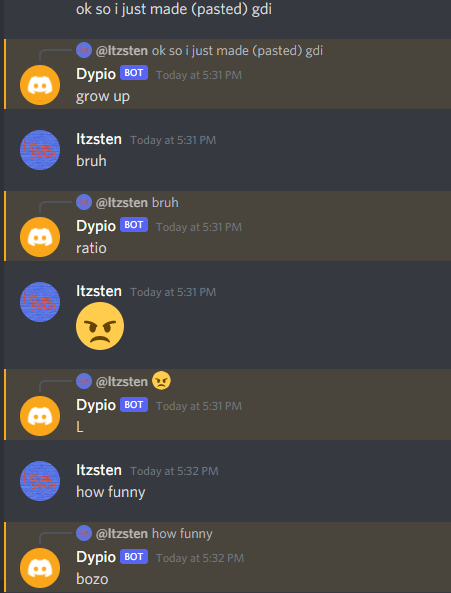 ok so i just made (pasted) gdi
@Itzsten ok so i just made (pasted) gdi
Dypio BOT Today at 5:31 PM
grow up
Itzsten Today at 5:31 PM
bruh
@Itzsten bruh
Dypio BOT Today at 5:31 PM
ratio
Itzsten Today at 5:31 PM
😠
@Itzsten 😠
Dypio BOT Today at 5:31 PM
L
Itzsten Today at 5:32 PM
how funny
@Itzsten how funny
Dypio BOT Today at 5:32 PM
bozo